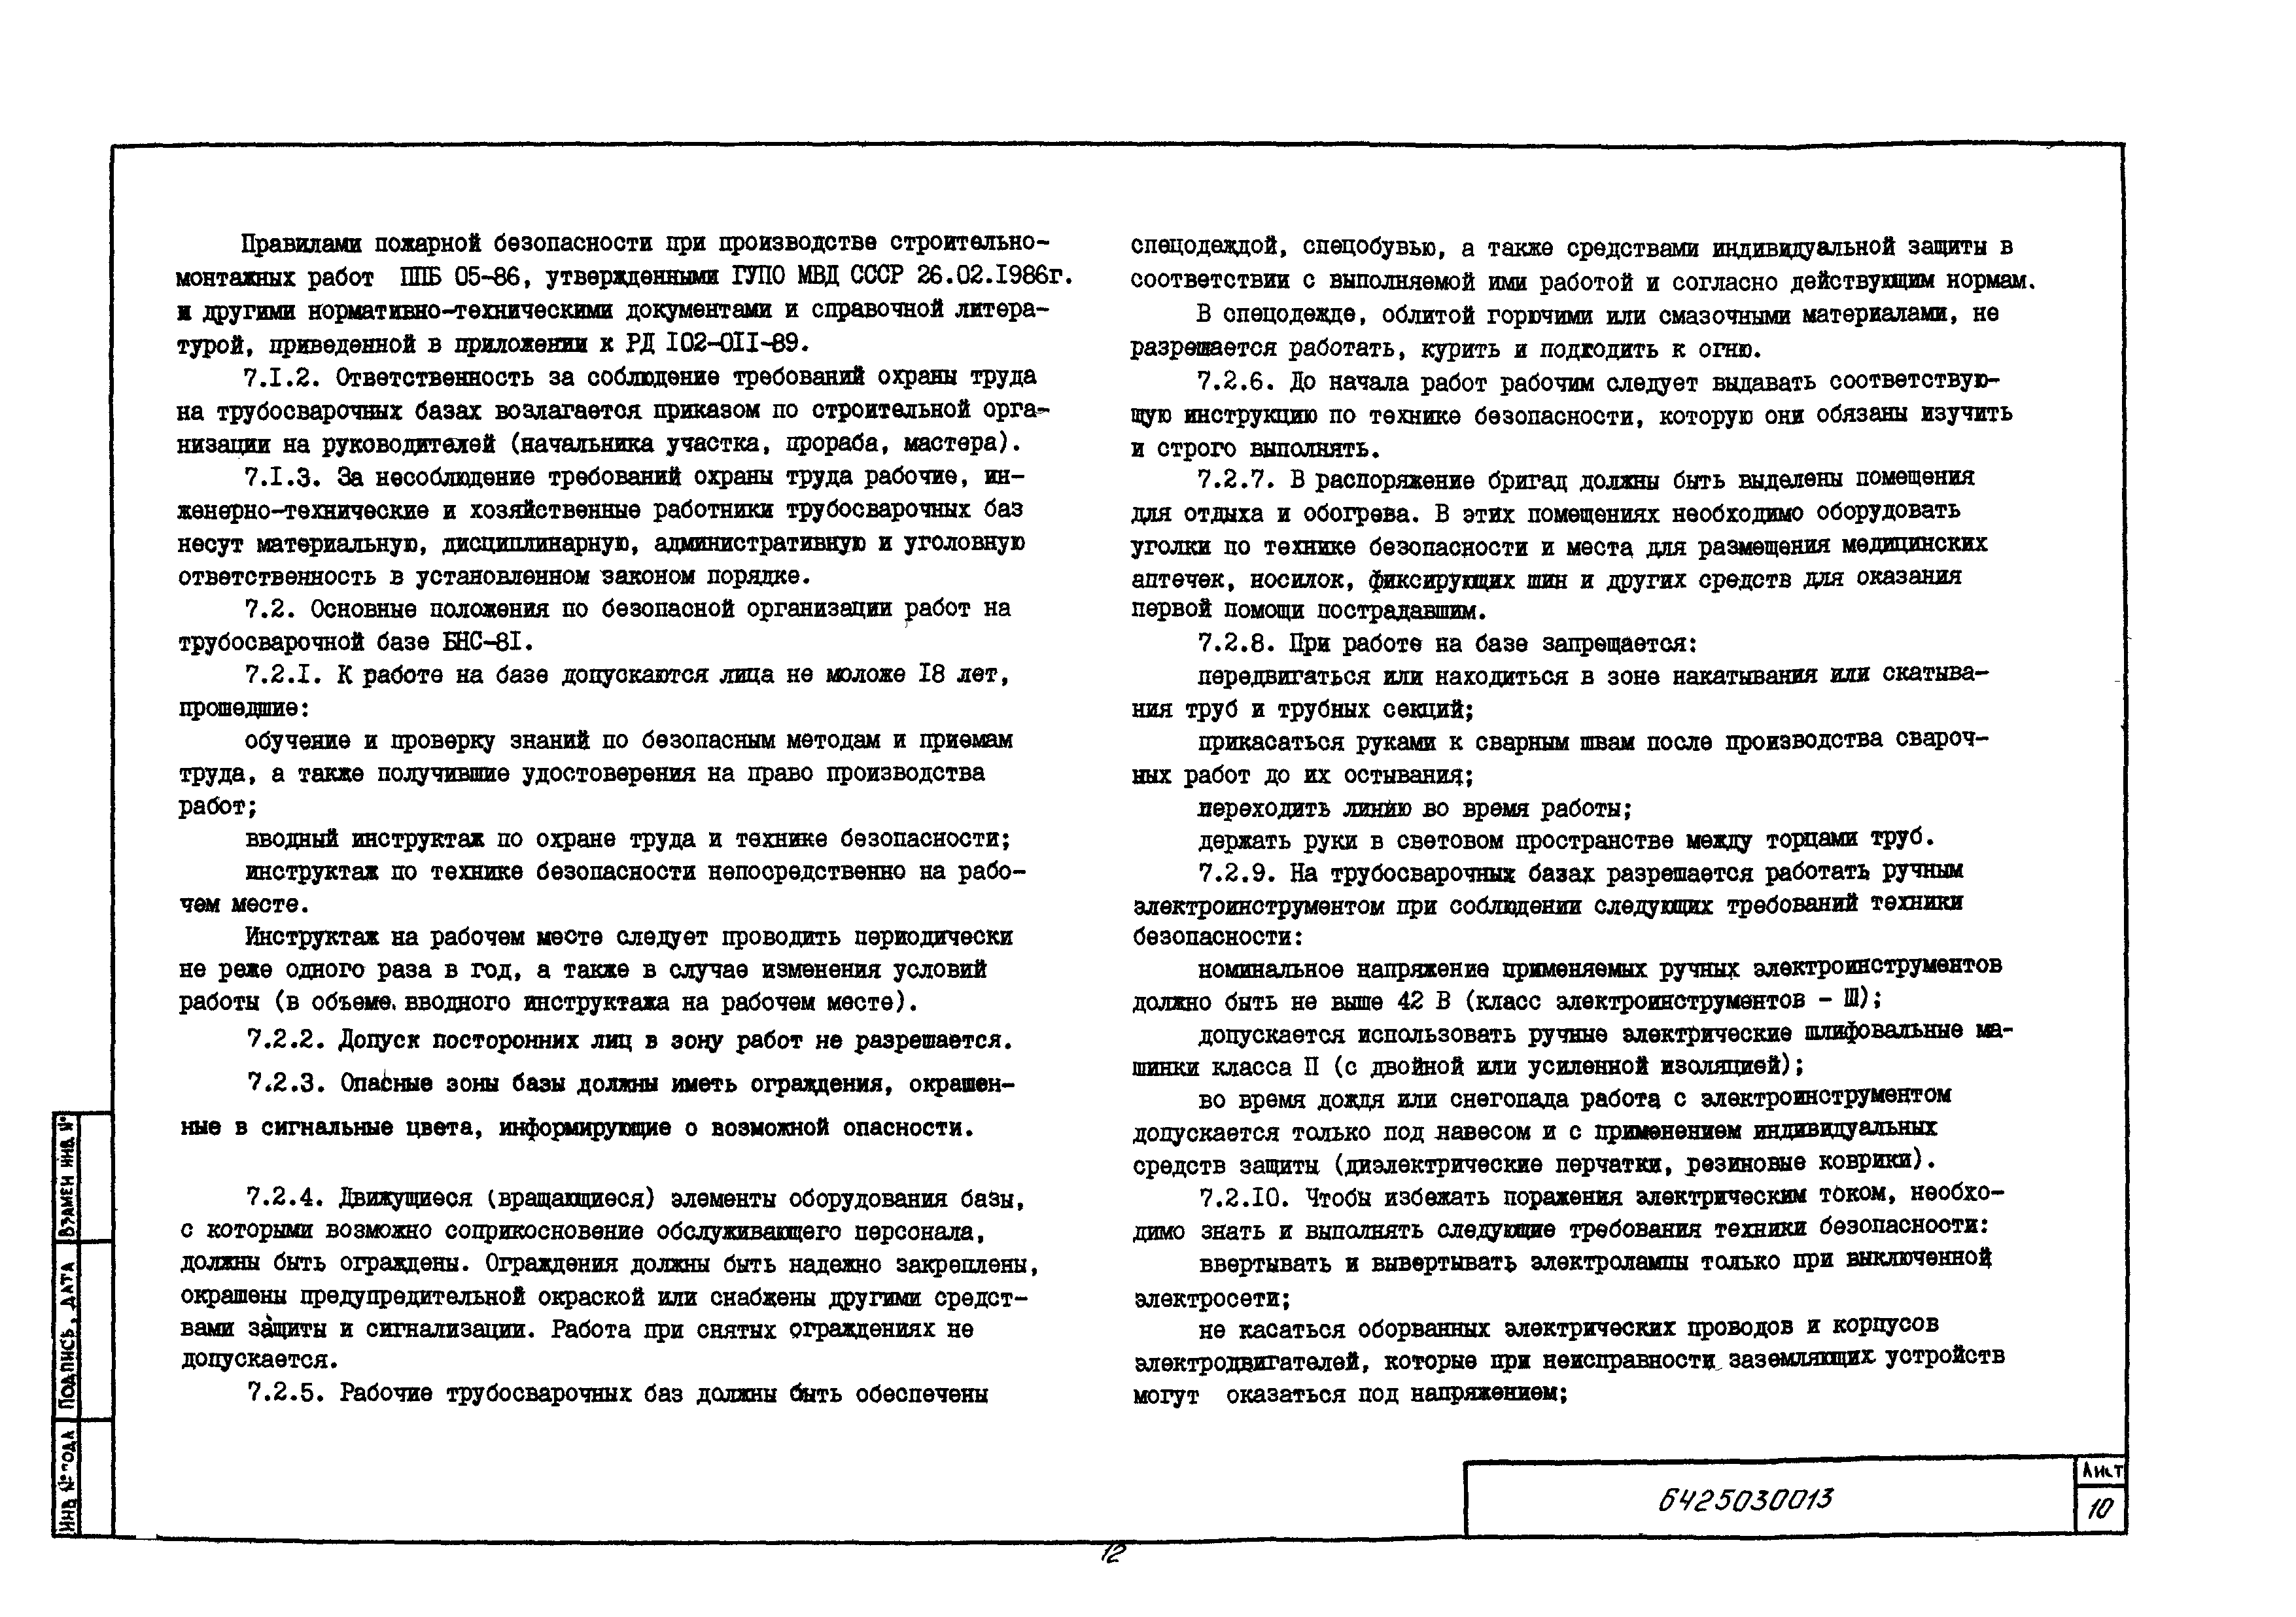 Правилами пожарной безопасности при производстве строительно-
монтажных работ ППБ 05-86, утвержденными ГУПО МВД СССР 26.02.1986г.
и другими нормативно-техническими документами и справочной литера-
турой, приведенной в приложении к РД 102-011-89.
7.1.2. Ответственность за соблюдение требований охраны труда
на трубосварочных базах возлагается приказом по строительной орга-
низации на руководителей (начальника участка, прораба, мастера).
7.1.3. За несоблюдение требований охраны труда рабочие, ин-
женерно-технические и хозяйственные работники трубосварочных баз
несут материальную, дисциплинарную, административную и уголовную
ответственность в установленном законом порядке.
7.2. Основные положения по безопасной организации работ на
трубосварочной базе БНС-81.
7.2.1. К работе на базе допускаются лица не моложе 18 лет,
прошедшие:
обучение и проверку знаний по безопасным методам и приемам
труда, а также получившие удостоверения на право производства
работ;
вводный инструктаж по охране труда и технике безопасности;
инструктаж по технике безопасности непосредственно на рабо-
чем месте.
Инструктаж на рабочем месте следует проводить периодически
не реже одного раза в год, а также в случае изменения условий
работы (в объеме вводного инструктажа на рабочем месте).
7.2.2. Допуск посторонних лиц в зону работ не разрешается.
7.2.3. Опасные зоны базы должны иметь ограждения, окрашен-
ные в сигнальные цвета, информирующие о возможной опасности.
7.2.4. Движущиеся (вращающиеся) элементы оборудования базы,
с которыми возможно соприкосновение обслуживающего персонала,
должны быть ограждены. Ограждения должны быть надежно закреплены,
окрашены предупредительной окраской или снабжены другими средст-
вами защиты и сигнализации. Работа при снятых ограждениях не
допускается.
7.2.5. Рабочие трубосварочных баз должны быть обеспечены
спецодеждой, спецобувью, а также средствами индивидуальной защиты в
соответствии с выполняемой ими работой и согласно действующим нормам.
В спецодежде, облитой горючими или смазочными материалами, не
разрешается работать, курить и подходить к огню.
7.2.6. До начала работ рабочим следует выдавать соответствую-
щую инструкцию по технике безопасности, которую они обязаны изучить
и строго выполнять.
7.2.7. В распоряжение бригад должны быть выделены помещения
для отдыха и обогрева. В этих помещениях необходимо оборудовать
уголки по технике безопасности и места для размещения медицинских
аптечек, носилок, фиксирующих шин и других средств для оказания
первой помощи пострадавшим.
7.2.8. При работе на базе запрещается:
передвигаться или находиться в зоне накатывания или скатыва-
ния труб и трубных секций;
прикасаться руками к сварным швам после производства свароч-
ных работ до их остывания;
переходить линию во время работы;
держать руки в световом пространстве между торцами труб.
7.2.9. На трубосварочных базах разрешается работать ручным
электроинструментом при соблюдении следующих требований техники
безопасности:
номинальное напряжение применяемых ручных электроинструментов
должно быть не выше 42 В (класс электроинструментов - Ш);
допускается использовать ручные электрические шлифовальные ма-
шинки класса П (с двойной или усиленной изоляцией);
во время дождя или снегопада работа с электроинструментом
допускается только под навесом и с применением индивидуальных
средств защиты (диэлектрические перчатки, резиновые коврики).
7.2.10. Чтобы избежать поражения электрическим током, необхо-
димо знать и выполнять следующие требования техники безопасности:
ввертывать и вывертывать электролампы только при выключенной
электросети;
не касаться оборванных электрических проводов и корпусов
электродвигателей, которые при неисправности заземляющих устройств
могут оказаться под напряжением;
ИНВ № ПОДЛ ПОДПИСЬ, ДАТА ВЗАМЕН ИНВ №
6425030013
Лист
10
12